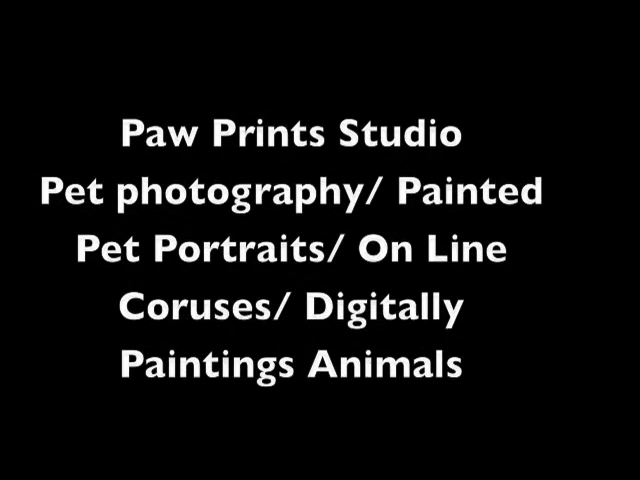 Paw Prints Studio
Pet photography/ Painted
Pet Portraits/ On Line
Coruses/ Digitally
Paintings Animals